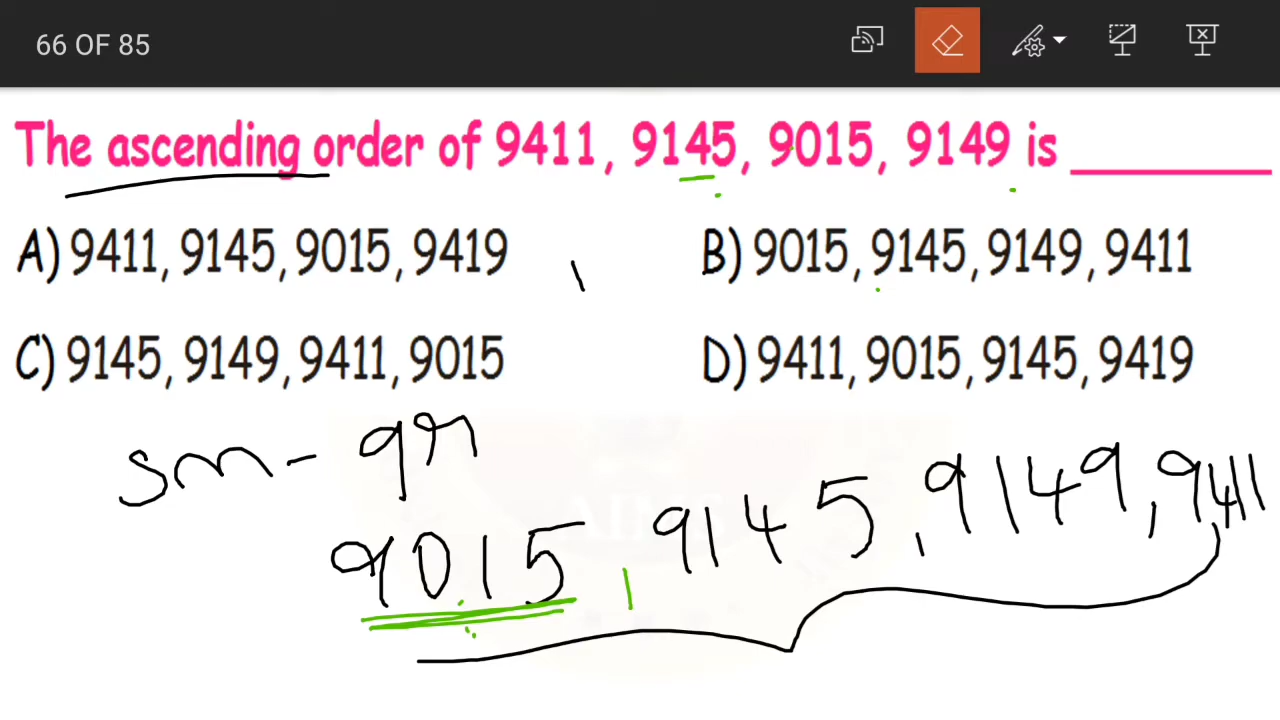 66 OF 85
The ascending order of 9411, 9145, 9015, 9149 is __________
A) 9411, 9145, 9015, 9419
B) 9015, 9145, 9149, 9411
C) 9145, 9149, 9411, 9015
D) 9411, 9015, 9145, 9419
sm -
9015, 9145, 9149, 9411